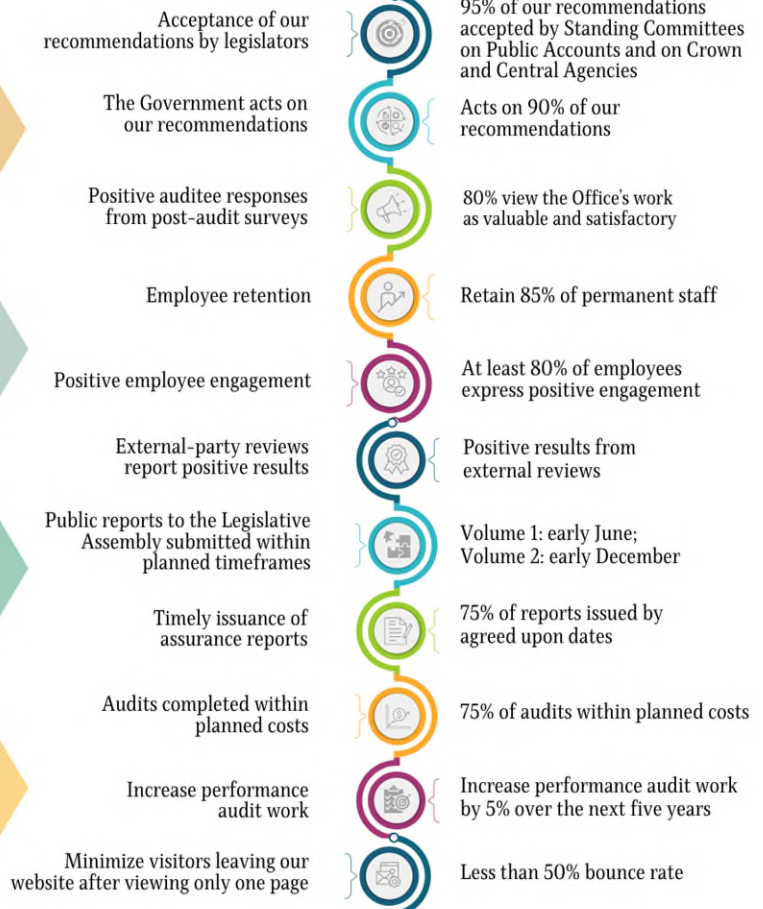 Acceptance of our
recommendations by legislators
95% of our recommendations
accepted by Standing Committees
on Public Accounts and on Crown
and Central Agencies
The Government acts on
our recommendations
Acts on 90% of our
recommendations
Positive auditee responses
from post-audit surveys
80% view the Office's work
as valuable and satisfactory
Employee retention
Retain 85% of permanent staff
Positive employee engagement
At least 80% of employees
express positive engagement
External-party reviews
report positive results
Positive results from
external reviews
Public reports to the Legislative
Assembly submitted within
planned timeframes
Volume 1: early June;
Volume 2: early December
Timely issuance of
assurance reports
75% of reports issued by
agreed upon dates
Audits completed within
planned costs
75% of audits within planned costs
Increase performance
audit work
Increase performance audit work
by 5% over the next five years
Minimize visitors leaving our
website after viewing only one page
Less than 50% bounce rate